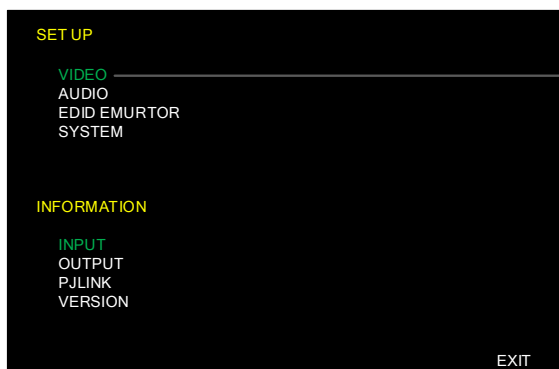 SET UP
VIDEO
AUDIO
EDID EMURTOR
SYSTEM
INFORMATION
INPUT
OUTPUT
PJLINK
VERSION
EXIT